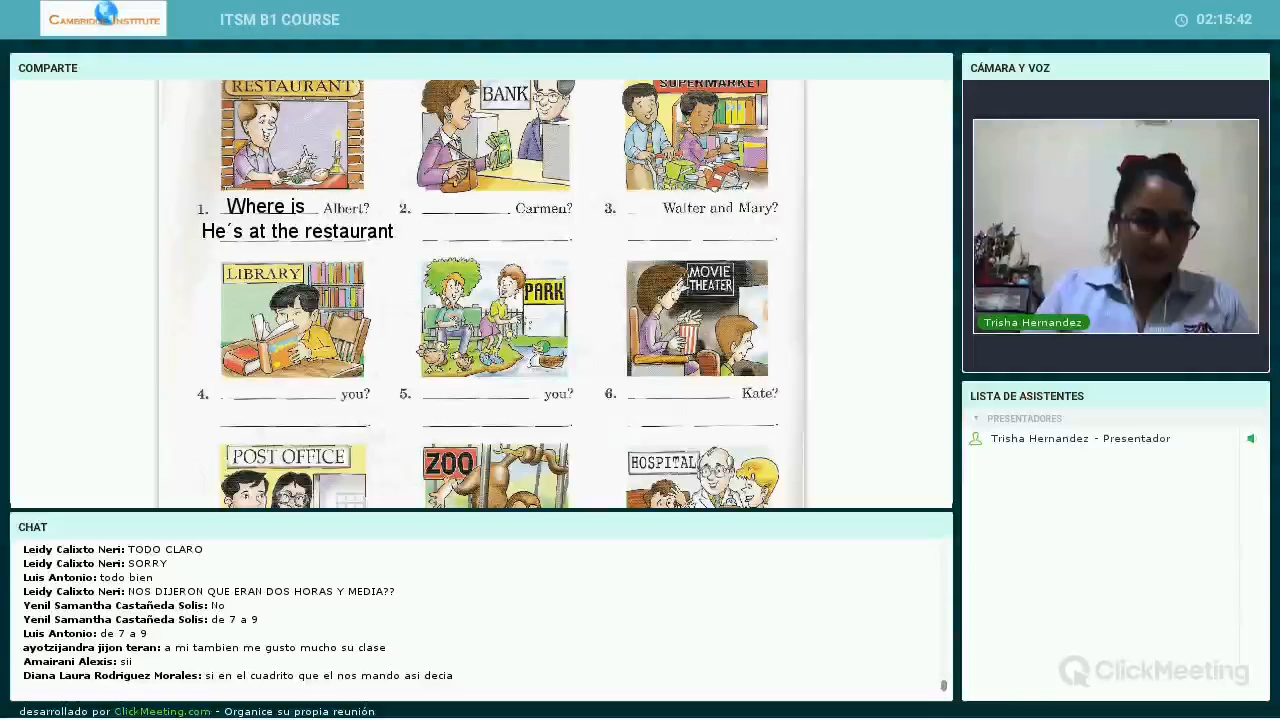 CAMBRIDGE INSTITUTE
ITSM B1 COURSE
02:15:42
COMPARTE
RESTAURANT
BANK
SUPERMARKET
1. Where is Albert?
He´s at the restaurant
2. ____________ Carmen?
3. __ Walter and Mary?
LIBRARY
PARK
MOVIE
THEATER
4. ________________ you?
5. ________________ you?
6. ______________ Kate?
POST OFFICE
ZOO
HOSPITAL
CÁMARA Y VOZ
Trisha Hernandez
LISTA DE ASISTENTES
PRESENTADORES
Trisha Hernandez - Presentador
ClickMeeting
CHAT
Leidy Calixto Neri: TODO CLARO
Leidy Calixto Neri: SORRY
Luis Antonio: todo bien
Leidy Calixto Neri: NOS DIJERON QUE ERAN DOS HORAS Y MEDIA??
Yenil Samantha Castañeda Solis: No
Yenil Samantha Castañeda Solis: de 7 a 9
Luis Antonio: de 7 a 9
ayotzijandra jijon teran: a mi tambien me gusto mucho su clase
Amairani Alexis: sii
Diana Laura Rodriguez Morales: si en el cuadrito que el nos mando asi decia
desarrollado por ClickMeeting.com - Organice su propia reunión